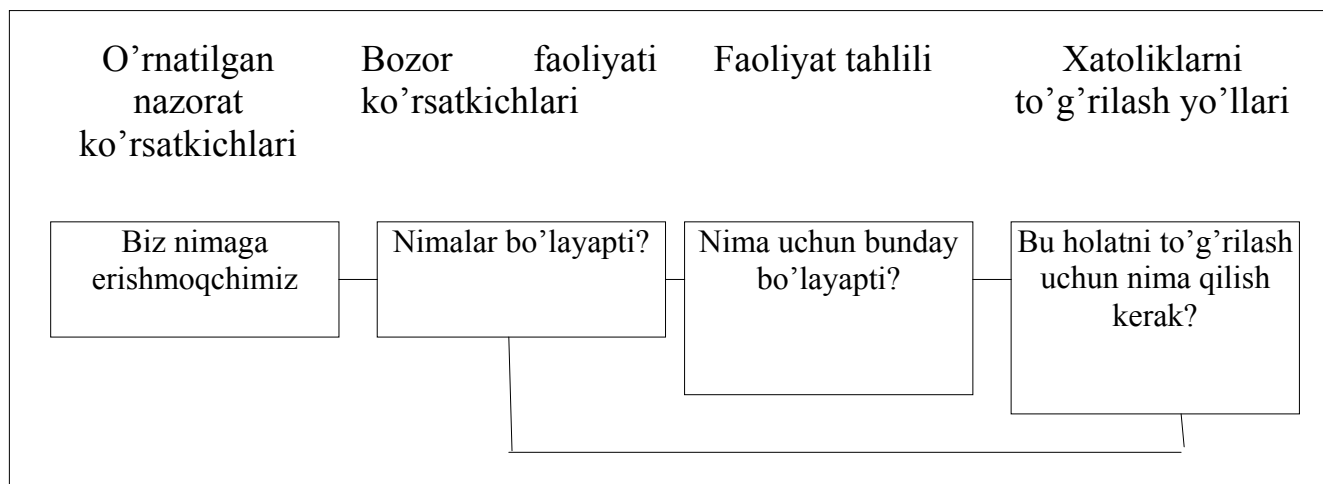 O’rnatilgan
nazorat
ko’rsatkichlari
Bozor faoliyati
ko’rsatkichlari
Faoliyat tahlili
Xatoliklarni
to’g’rilash yo’llari
Biz nimaga
erishmoqchimiz
Nimalar bo’layapti?
Nima uchun bunday
bo’layapti?
Bu holatni to’g’rilash
uchun nima qilish
kerak?